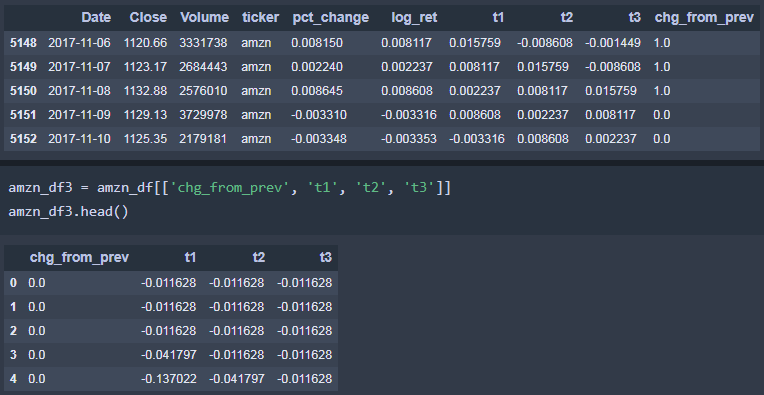 Date Close Volume ticker pct_change log_ret t1 t2 t3 chg_from_prev
5148 2017-11-06 1120.66 3331738 amzn 0.008150 0.008117 0.015759 -0.008608 -0.001449 1.0
5149 2017-11-07 1123.17 2684443 amzn 0.002240 0.002237 0.008117 0.015759 -0.008608 1.0
5150 2017-11-08 1132.88 2576010 amzn 0.008645 0.008608 0.002237 0.008117 0.015759 1.0
5151 2017-11-09 1129.13 3729978 amzn -0.003310 -0.003316 0.008608 0.002237 0.008117 0.0
5152 2017-11-10 1125.35 2179181 amzn -0.003348 -0.003353 -0.003316 0.008608 0.002237 0.0
amzn_df3 = amzn_df[['chg_from_prev', 't1', 't2', 't3']]
amzn_df3.head()
chg_from_prev t1 t2 t3
0 0.0 -0.011628 -0.011628 -0.011628
1 0.0 -0.011628 -0.011628 -0.011628
2 0.0 -0.011628 -0.011628 -0.011628
3 0.0 -0.041797 -0.011628 -0.011628
4 0.0 -0.137022 -0.041797 -0.011628